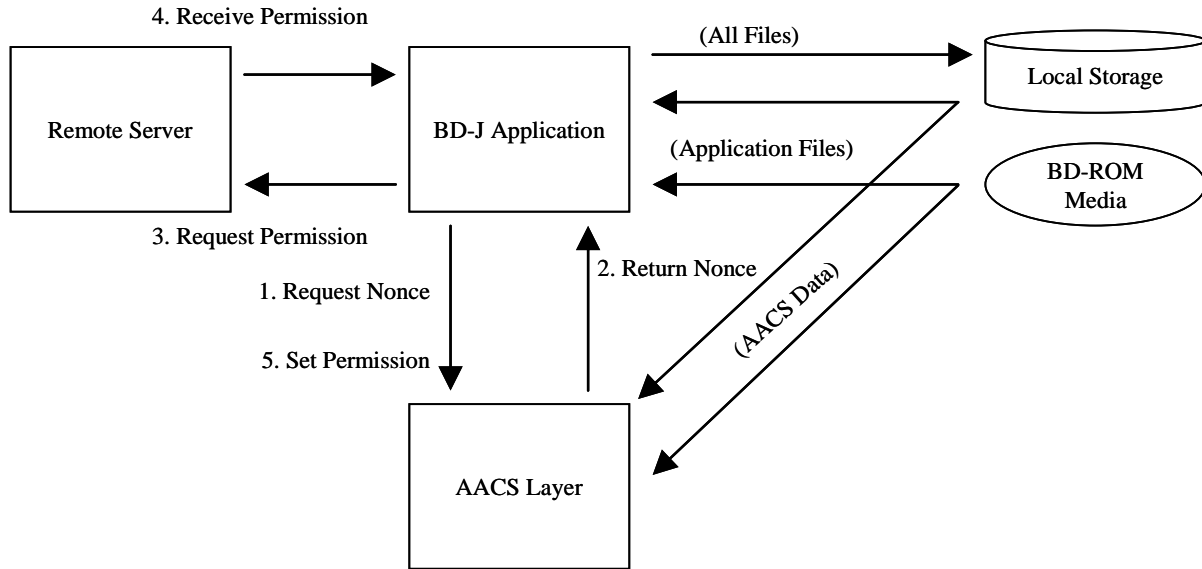 4. Receive Permission
(All Files)
Local Storage
Remote Server
BD-J Application
(Application Files)
BD-ROM
Media
3. Request Permission
2. Return Nonce
1. Request Nonce
(AACS Data)
5. Set Permission
AACS Layer